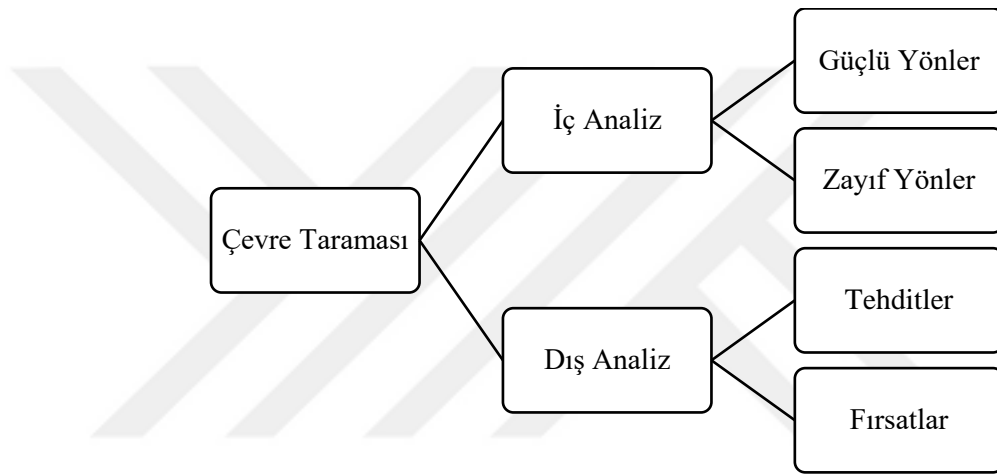 Çevre Taraması
İç Analiz
Güçlü Yönler
Zayıf Yönler
Dış Analiz
Tehditler
Fırsatlar